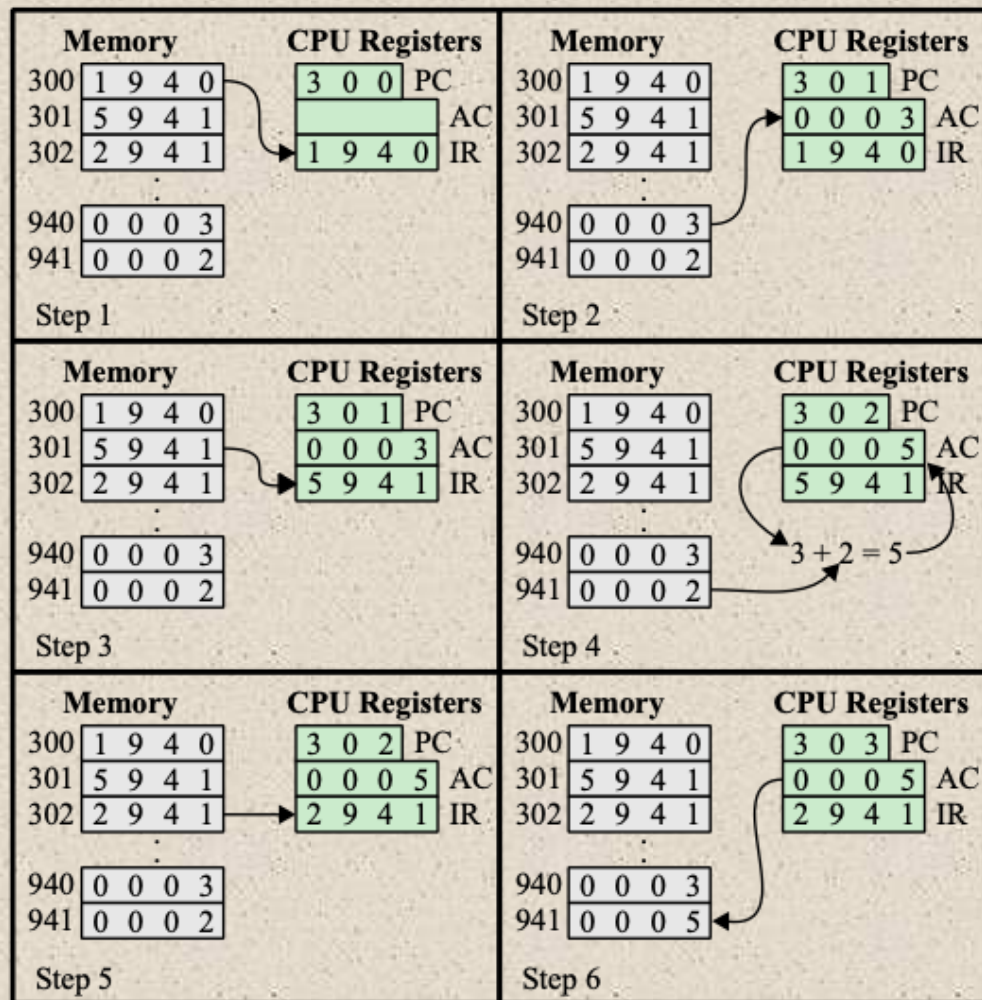 Memory CPU Registers
300 1 9 4 0 3 0 0 PC
301 5 9 4 1 AC
302 2 9 4 1 1 9 4 0 IR
940 0 0 0 3
941 0 0 0 2
Step 1
Memory CPU Registers
300 1 9 4 0 3 0 1 PC
301 5 9 4 1 0 0 0 3 AC
302 2 9 4 1 1 9 4 0 IR
940 0 0 0 3
941 0 0 0 2
Step 2
Memory CPU Registers
300 1 9 4 0 3 0 1 PC
301 5 9 4 1 0 0 0 3 AC
302 2 9 4 1 5 9 4 1 IR
940 0 0 0 3
941 0 0 0 2
Step 3
Memory CPU Registers
300 1 9 4 0 3 0 2 PC
301 5 9 4 1 0 0 0 5 AC
302 2 9 4 1 5 9 4 1 IR
940 0 0 0 3 3 + 2 = 5
941 0 0 0 2
Step 4
Memory CPU Registers
300 1 9 4 0 3 0 2 PC
301 5 9 4 1 0 0 0 5 AC
302 2 9 4 1 2 9 4 1 IR
940 0 0 0 3
941 0 0 0 2
Step 5
Memory CPU Registers
300 1 9 4 0 3 0 3 PC
301 5 9 4 1 0 0 0 5 AC
302 2 9 4 1 2 9 4 1 IR
940 0 0 0 3
941 0 0 0 5
Step 6